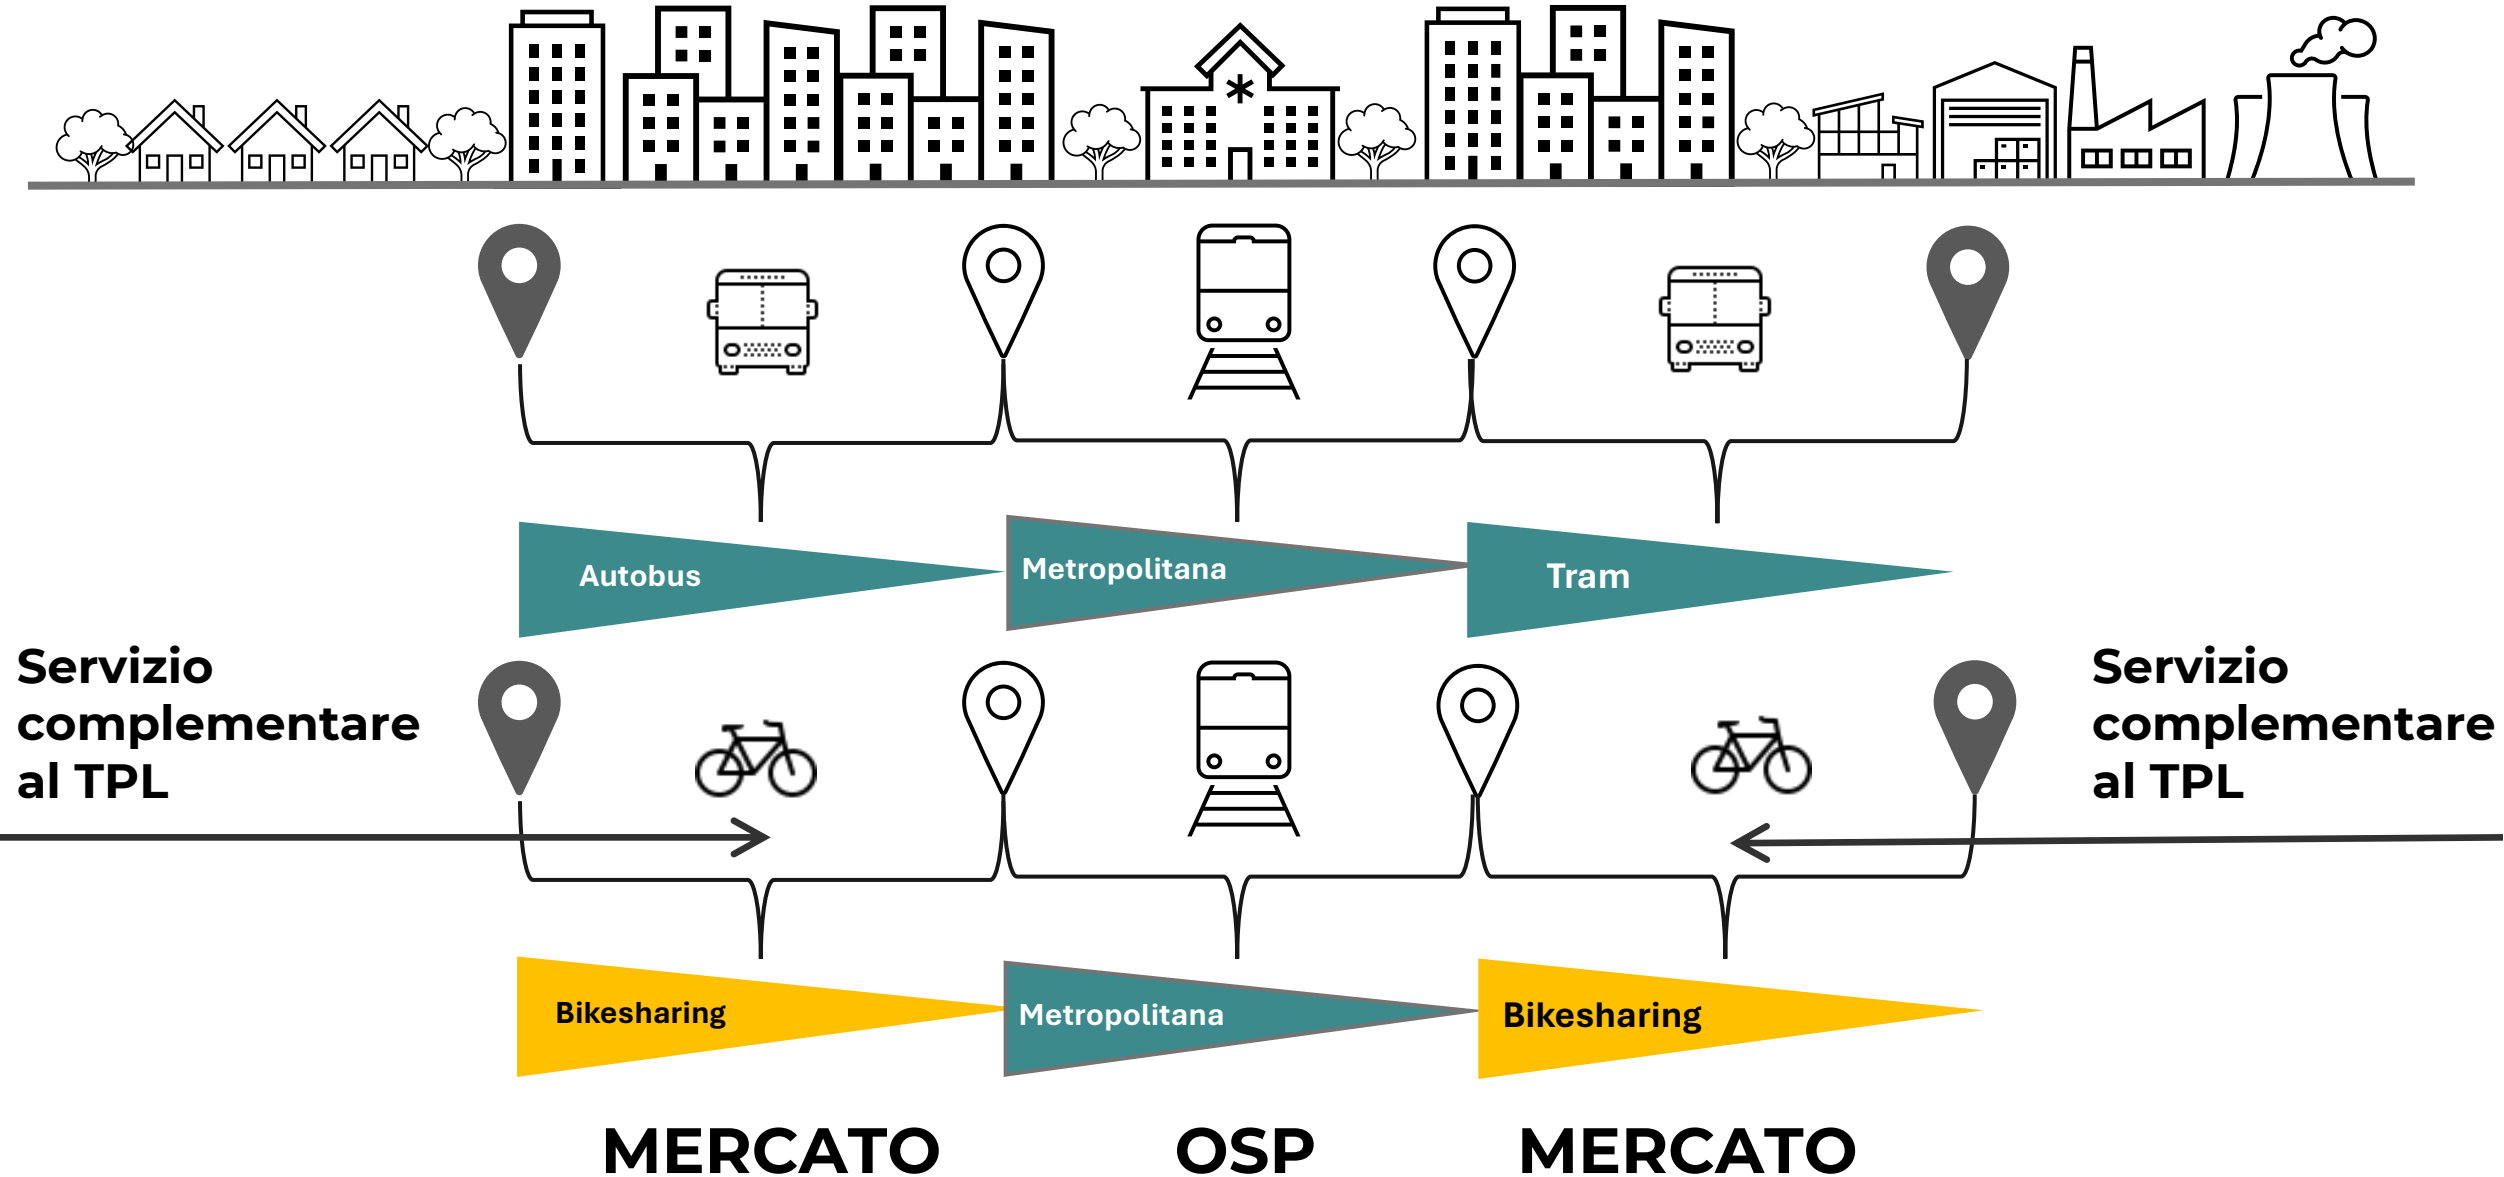 Autobus
Metropolitana
Tram
Servizio
complementare
al TPL
Servizio
complementare
al TPL
Bikesharing
Metropolitana
Bikesharing
MERCATO
OSP
MERCATO